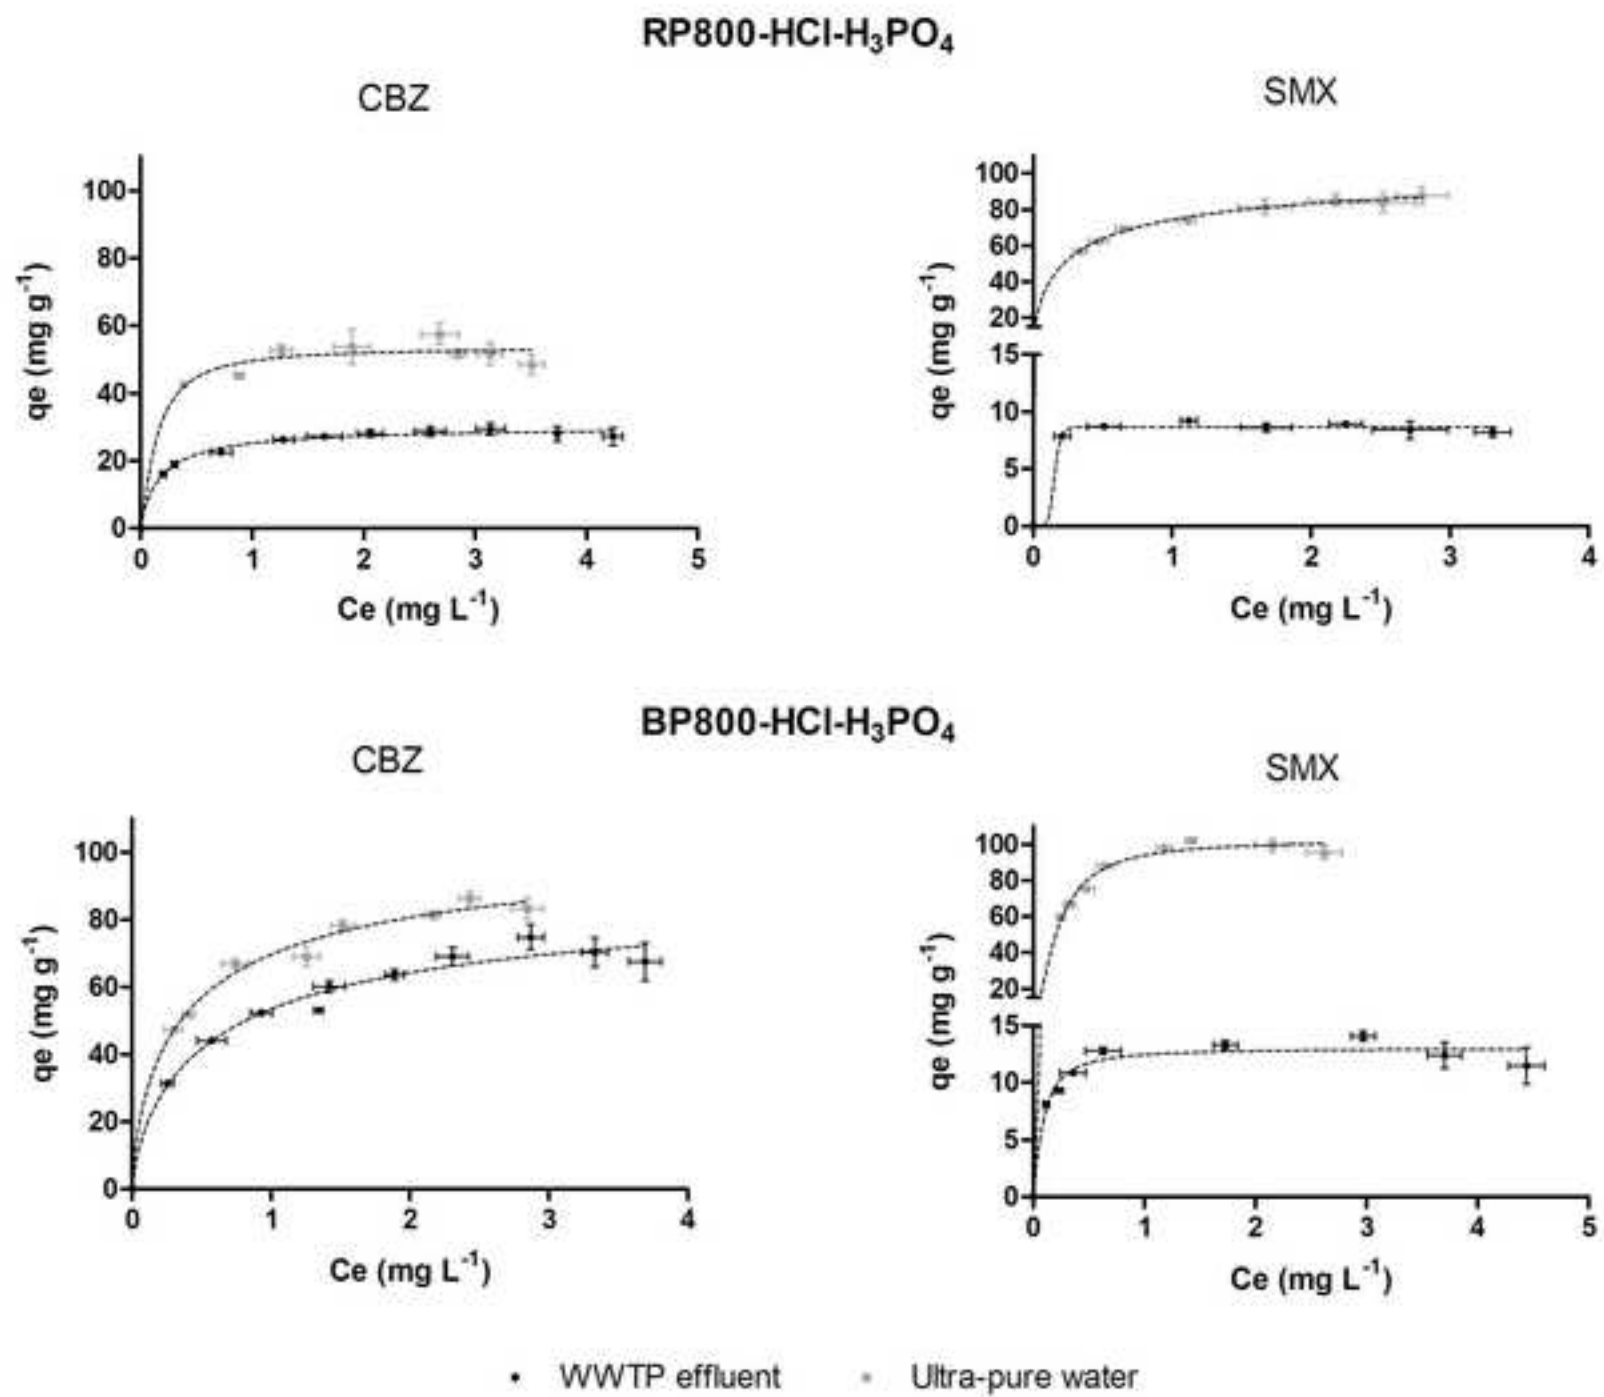 RP800-HCl-H₃PO₄
CBZ
SMX
qe (mg g⁻¹)
100
80
60
40
20
0
0 1 2 3 4 5
Ce (mg L⁻¹)
qe (mg g⁻¹)
100
80
60
40
20
qe (mg g⁻¹)
15
10
5
0
0 1 2 3 4
Ce (mg L⁻¹)
BP800-HCl-H₃PO₄
CBZ
SMX
qe (mg g⁻¹)
100
80
60
40
20
0
0 1 2 3 4
Ce (mg L⁻¹)
qe (mg g⁻¹)
100
80
60
40
20
15
10
5
0
0 1 2 3 4 5
Ce (mg L⁻¹)
WWTP effluent
Ultra-pure water